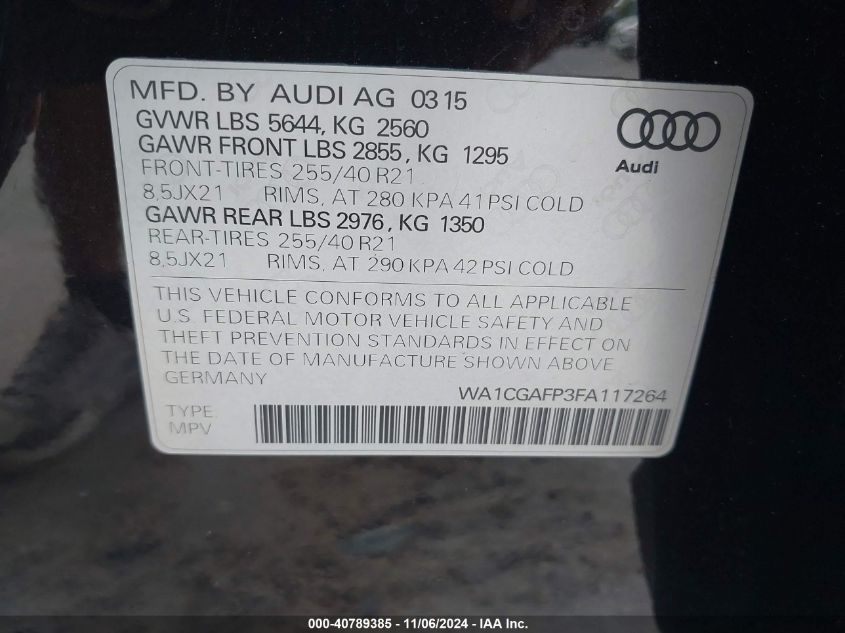 MFD. BY AUDI AG 0315
GVWR LBS 5644, KG 2560
GAWR FRONT LBS 2855, KG 1295
FRONT-TIRES 255/40 R21
8,5JX21 RIMS, AT 280 KPA 41 PSI COLD
GAWR REAR LBS 2976, KG 1350
REAR-TIRES 255/40 R21
8,5JX21 RIMS, AT 290 KPA 42 PSI COLD
Audi
THIS VEHICLE CONFORMS TO ALL APPLICABLE
U.S. FEDERAL MOTOR VEHICLE SAFETY AND
THEFT PREVENTION STANDARDS IN EFFECT ON
THE DATE OF MANUFACTURE SHOWN ABOVE
GERMANY
WA1CGAFP3FA117264
TYPE:
MPV
000-40789385 - 11/06/2024 - IAA Inc.